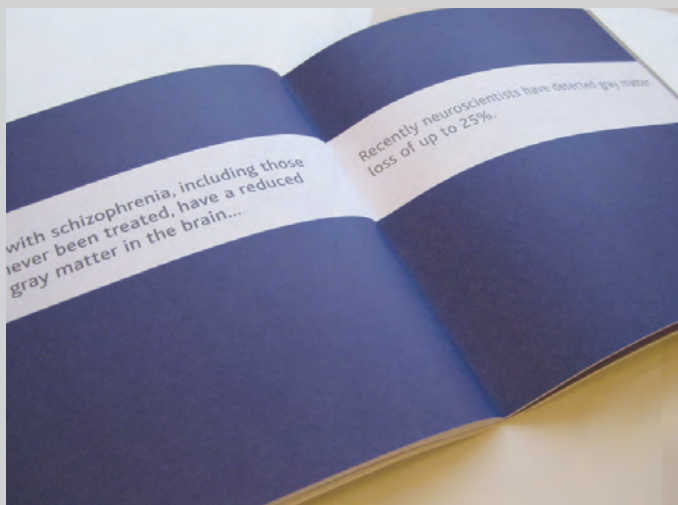 with schizophrenia, including those
never been treated, have a reduced
gray matter in the brain...
Recently neuroscientists have detected gray matter
loss of up to 25%.